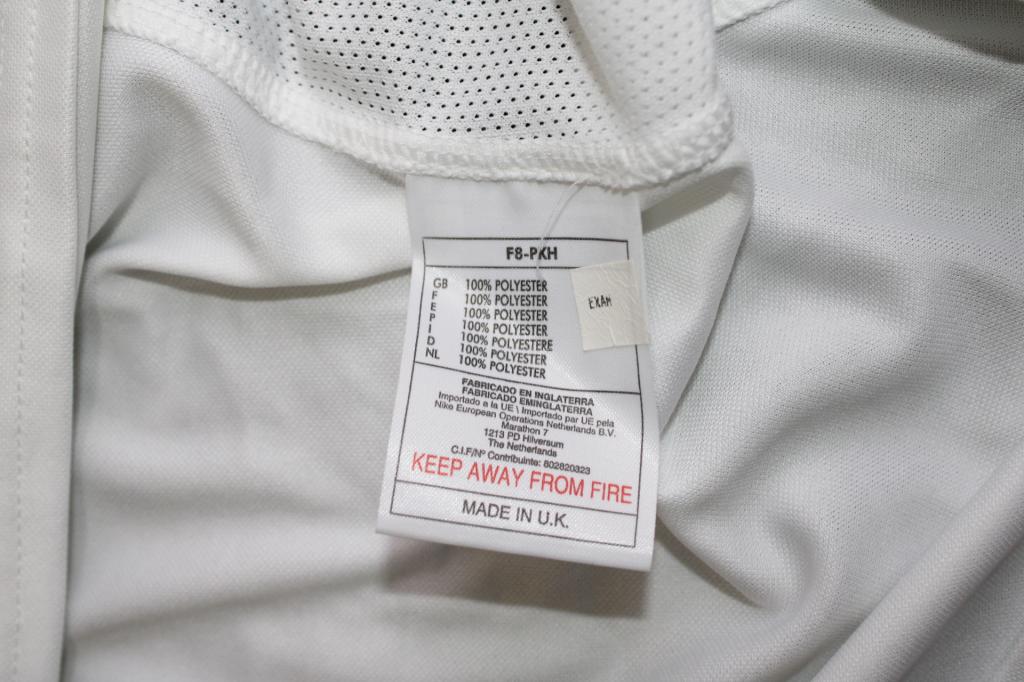 F8-PKH
GB 100% POLYESTER
F 100% POLYESTER
E 100% POLYESTER
P 100% POLYESTER
I 100% POLYESTERE
D 100% POLYESTER
NL 100% POLYESTER
EXAM
FABRICADO EN INGLATERRA
FABRICADO EMINGLATERRA
Importado a la UE \ Importado par UE pela
Nike European Operations Netherlands B.V.
Marathon 7
1213 PD Hilversum
The Netherlands
C.I.F/Nº Contribuinte: 802820323
KEEP AWAY FROM FIRE
MADE IN U.K.